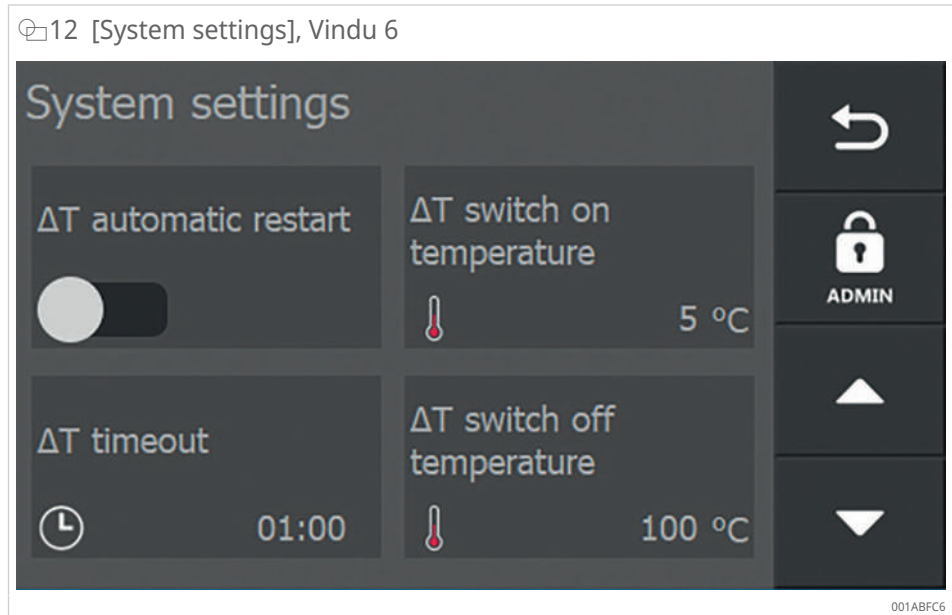 12 [System settings], Vindu 6
System settings
ΔT automatic restart
ΔT switch on
temperature
5 °C
ADMIN
ΔT timeout
01:00
ΔT switch off
temperature
100 °C
001ABFC6